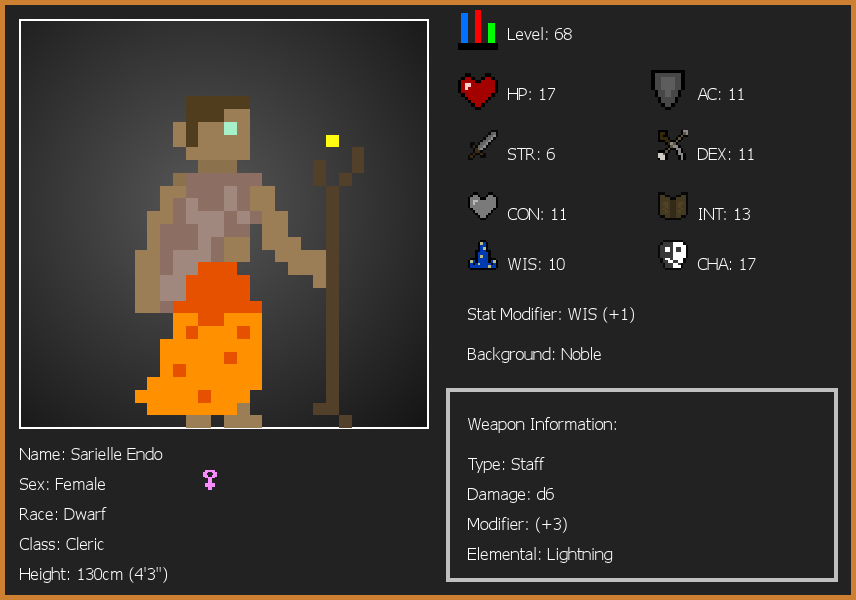 Level: 68
HP: 17
AC: 11
STR: 6
DEX: 11
CON: 11
INT: 13
WIS: 10
CHA: 17
Stat Modifier: WIS (+1)
Background: Noble
Weapon Information:
Type: Staff
Damage: d6
Modifier: (+3)
Elemental: Lightning
Name: Sarielle Endo
Sex: Female
Race: Dwarf
Class: Cleric
Height: 130cm (4'3")